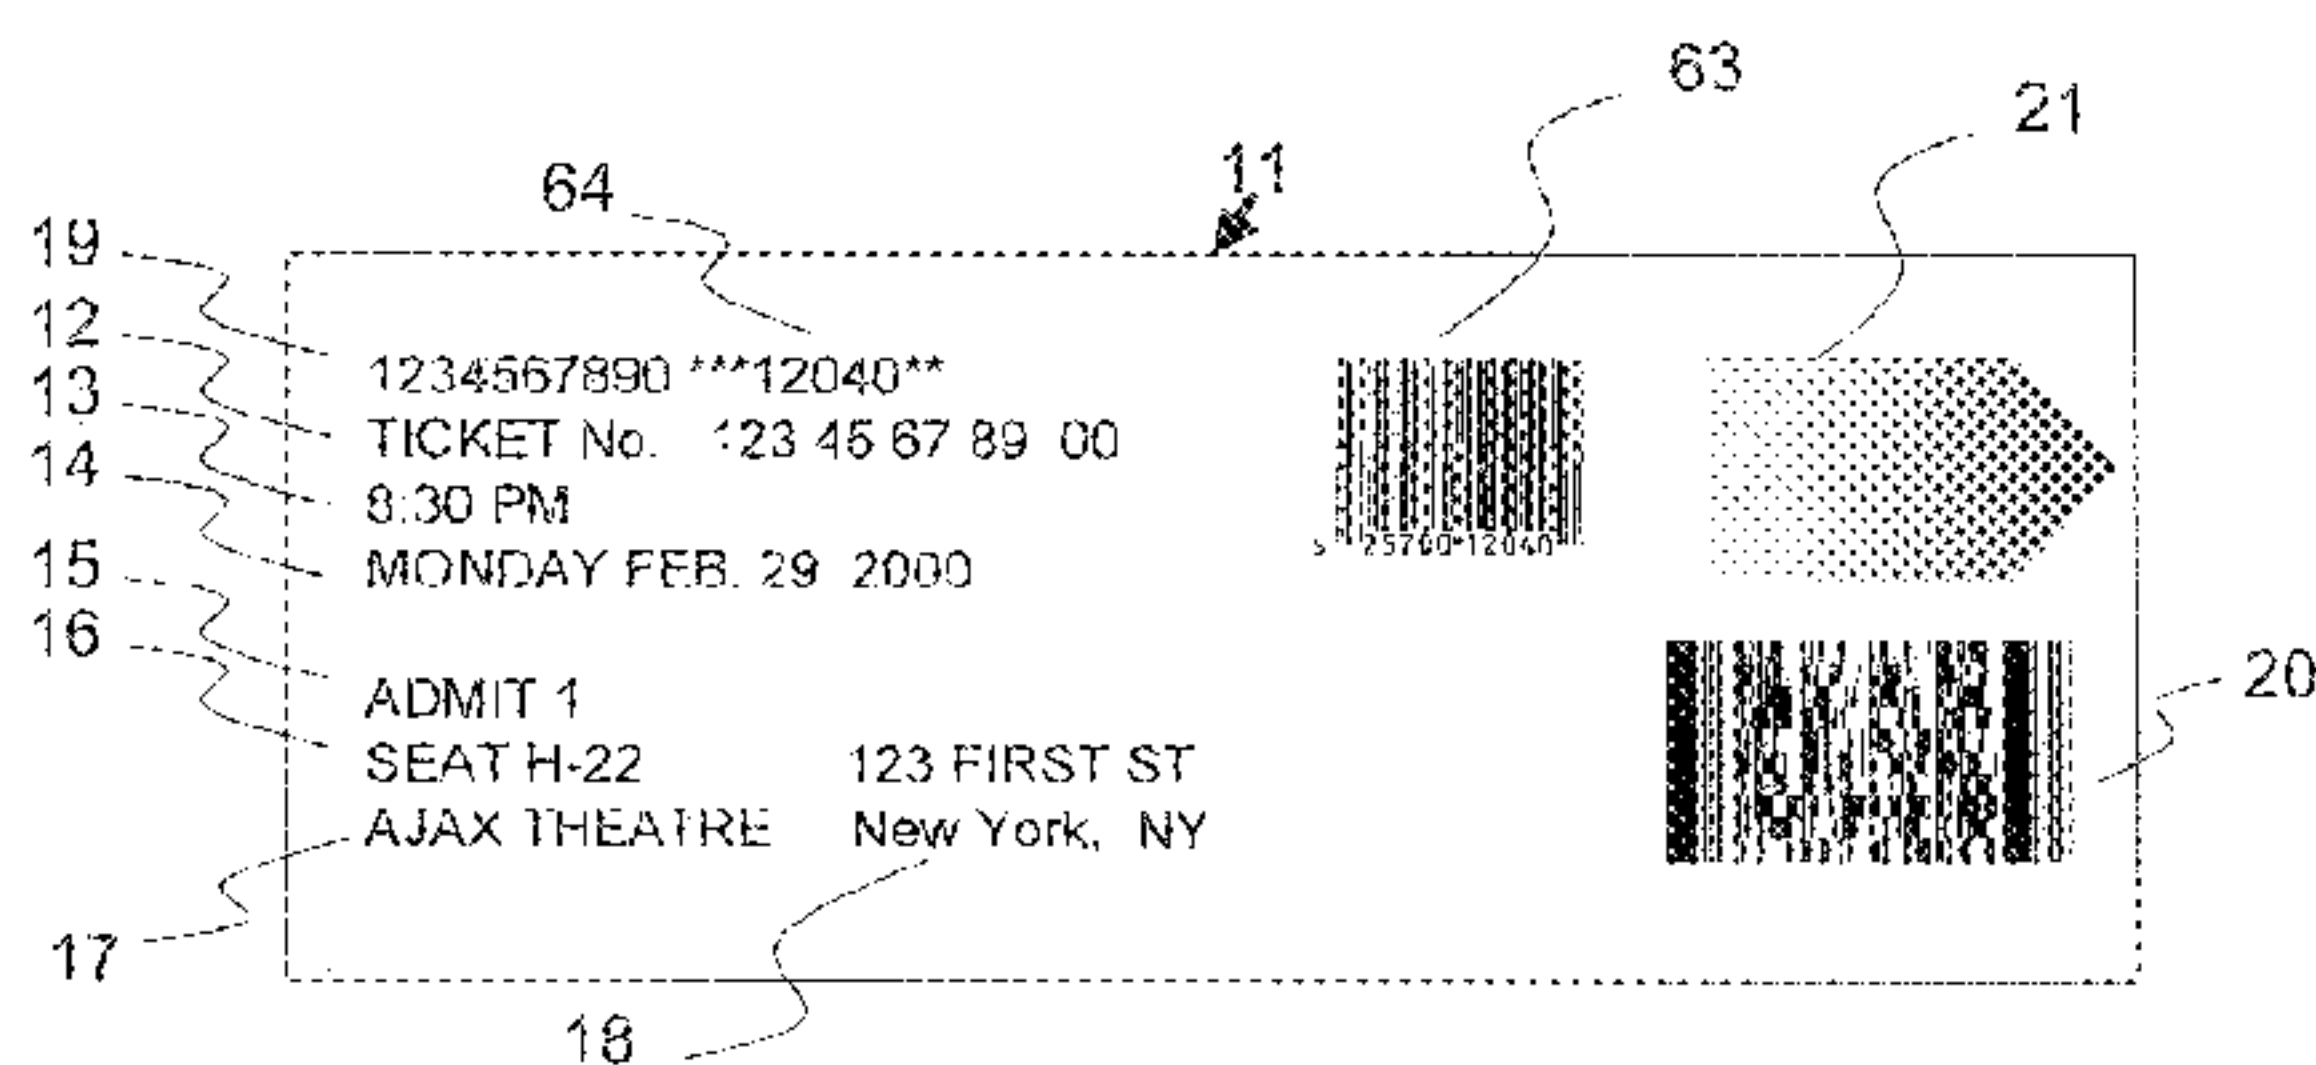 63
21
11
64
19
12
13
14
15
16
17
18
20
1234567890 ***12040**
TICKET No. 123 45 67 89 00
8:30 PM
MONDAY FEB. 29 2000
ADMIT 1
SEAT H-22 123 FIRST ST
AJAX THEATRE New York, NY